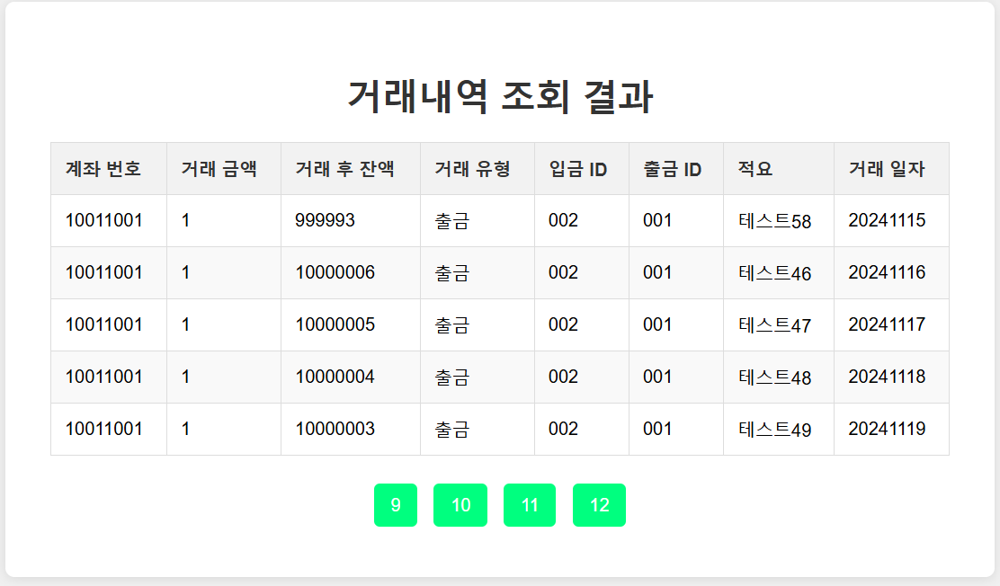 거래내역 조회 결과
계좌 번호 거래 금액 거래 후 잔액 거래 유형 입금 ID 출금 ID 적요 거래 일자
10011001 1 999993 출금 002 001 테스트58 20241115
10011001 1 10000006 출금 002 001 테스트46 20241116
10011001 1 10000005 출금 002 001 테스트47 20241117
10011001 1 10000004 출금 002 001 테스트48 20241118
10011001 1 10000003 출금 002 001 테스트49 20241119
9 10 11 12